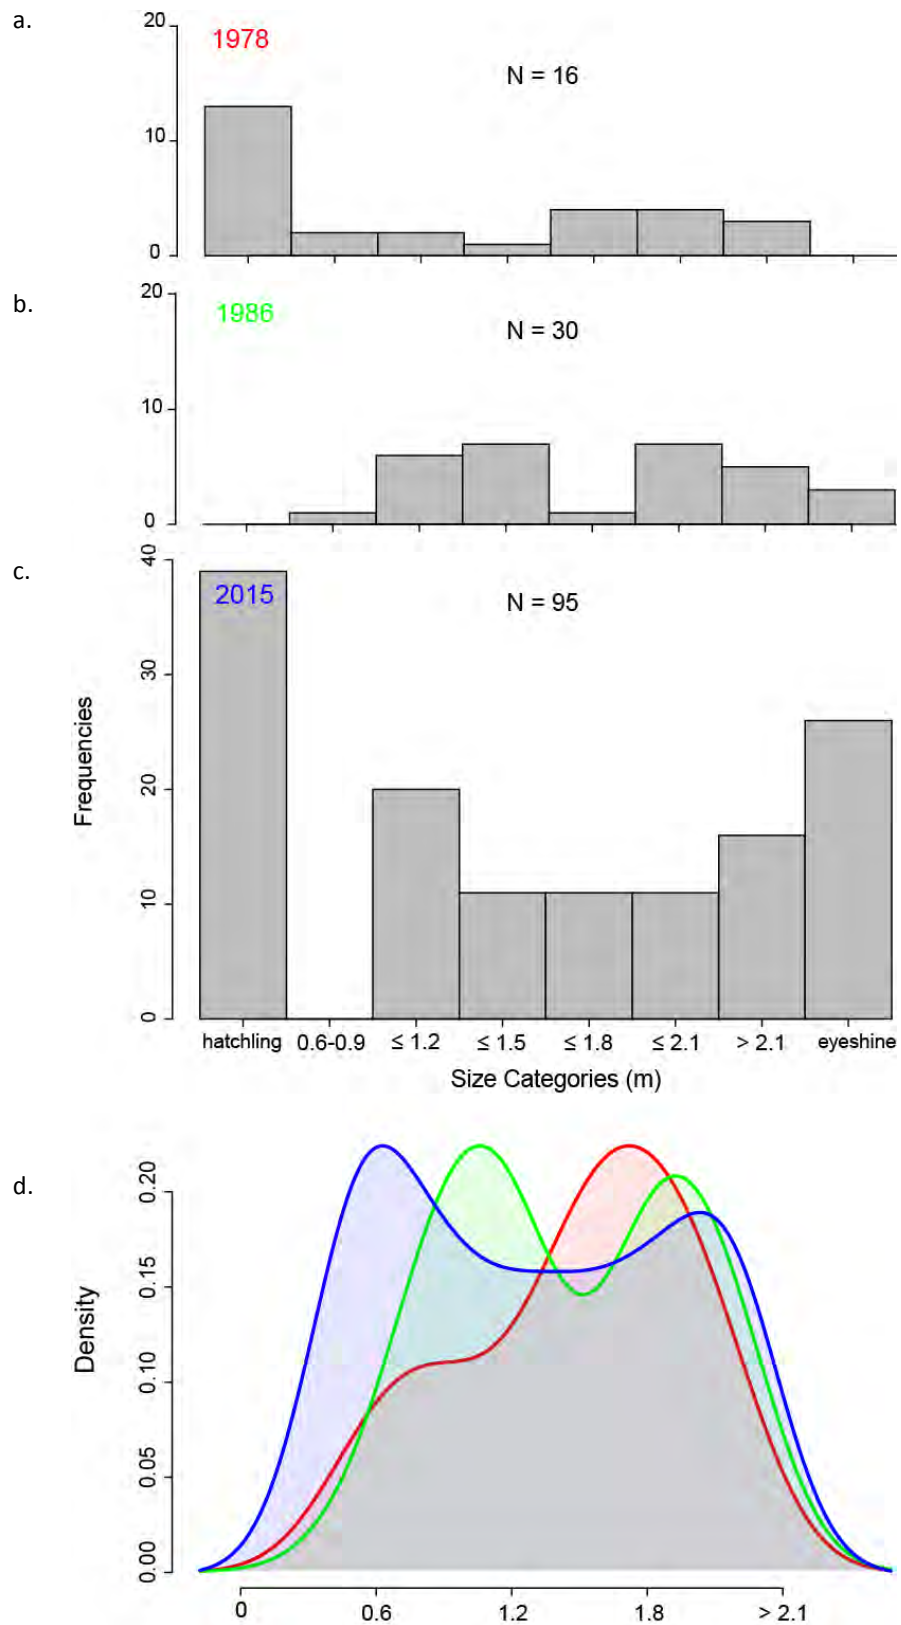 a.
20
10
0
1978
N = 16
b.
20
10
0
1986
N = 30
c.
40
30
20
10
0
Frequencies
2015
N = 95
hatchling 0.6-0.9 ≤ 1.2 ≤ 1.5 ≤ 1.8 ≤ 2.1 > 2.1 eyeshine
Size Categories (m)
d.
0.20
0.15
0.10
0.05
0.00
Density
0 0.6 1.2 1.8 > 2.1